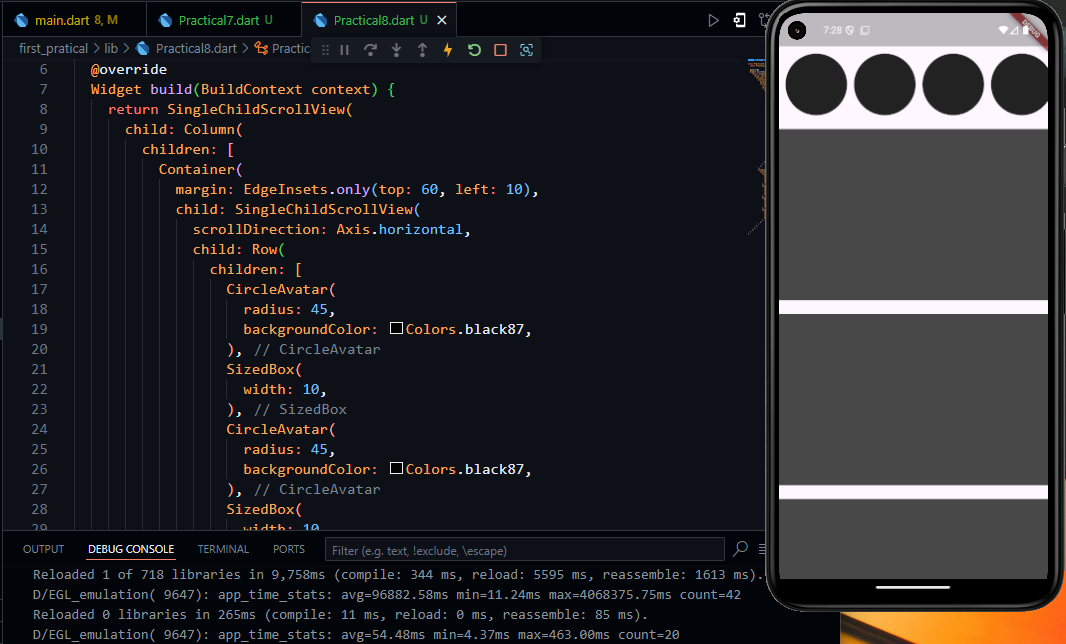 main.dart 8, M
Practical7.dart U
Practical8.dart U
first_pratical > lib > Practical8.dart > Practic
6 @override
7 Widget build(BuildContext context) {
8 return SingleChildScrollView(
9 child: Column(
10 children: [
11 Container(
12 margin: EdgeInsets.only(top: 60, left: 10),
13 child: SingleChildScrollView(
14 scrollDirection: Axis.horizontal,
15 child: Row(
16 children: [
17 CircleAvatar(
18 radius: 45,
19 backgroundColor: Colors.black87,
20 ), // CircleAvatar
21 SizedBox(
22 width: 10,
23 ), // SizedBox
24 CircleAvatar(
25 radius: 45,
26 backgroundColor: Colors.black87,
27 ), // CircleAvatar
28 SizedBox(
29 width: 10
OUTPUT
DEBUG CONSOLE
TERMINAL
PORTS
Filter (e.g. text, !exclude, \escape)
Reloaded 1 of 718 libraries in 9,758ms (compile: 344 ms, reload: 5595 ms, reassemble: 1613 ms).
D/EGL_emulation( 9647): app_time_stats: avg=96882.58ms min=11.24ms max=4068375.75ms count=42
Reloaded 0 libraries in 265ms (compile: 11 ms, reload: 0 ms, reassemble: 85 ms).
D/EGL_emulation( 9647): app_time_stats: avg=54.48ms min=4.37ms max=463.00ms count=20
7:28
DEBUG